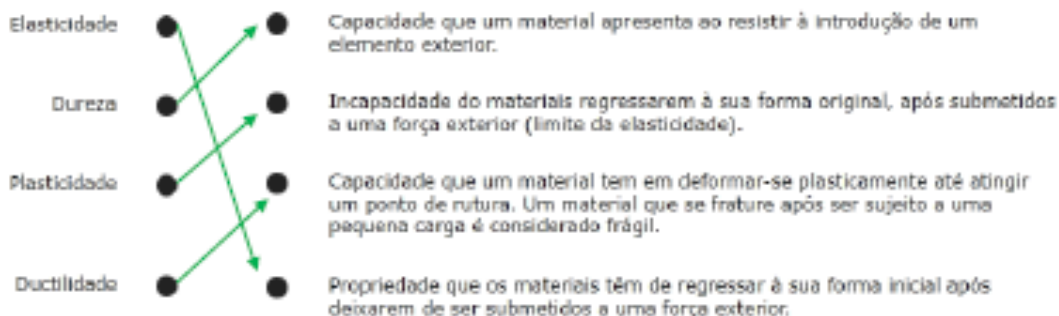 Elasticidade
Capacidade que um material apresenta ao resistir à introdução de um
elemento exterior.
Dureza
Incapacidade do materiais regressarem à sua forma original, após submetidos
a uma força exterior (limite da elasticidade).
Plasticidade
Capacidade que um material tem em deformar-se plasticamente até atingir
um ponto de rutura. Um material que se frature após ser sujeito a uma
pequena carga é considerado frágil.
Ductilidade
Propriedade que os materiais têm de regressar à sua forma inicial após
deixarem de ser submetidos a uma força exterior.